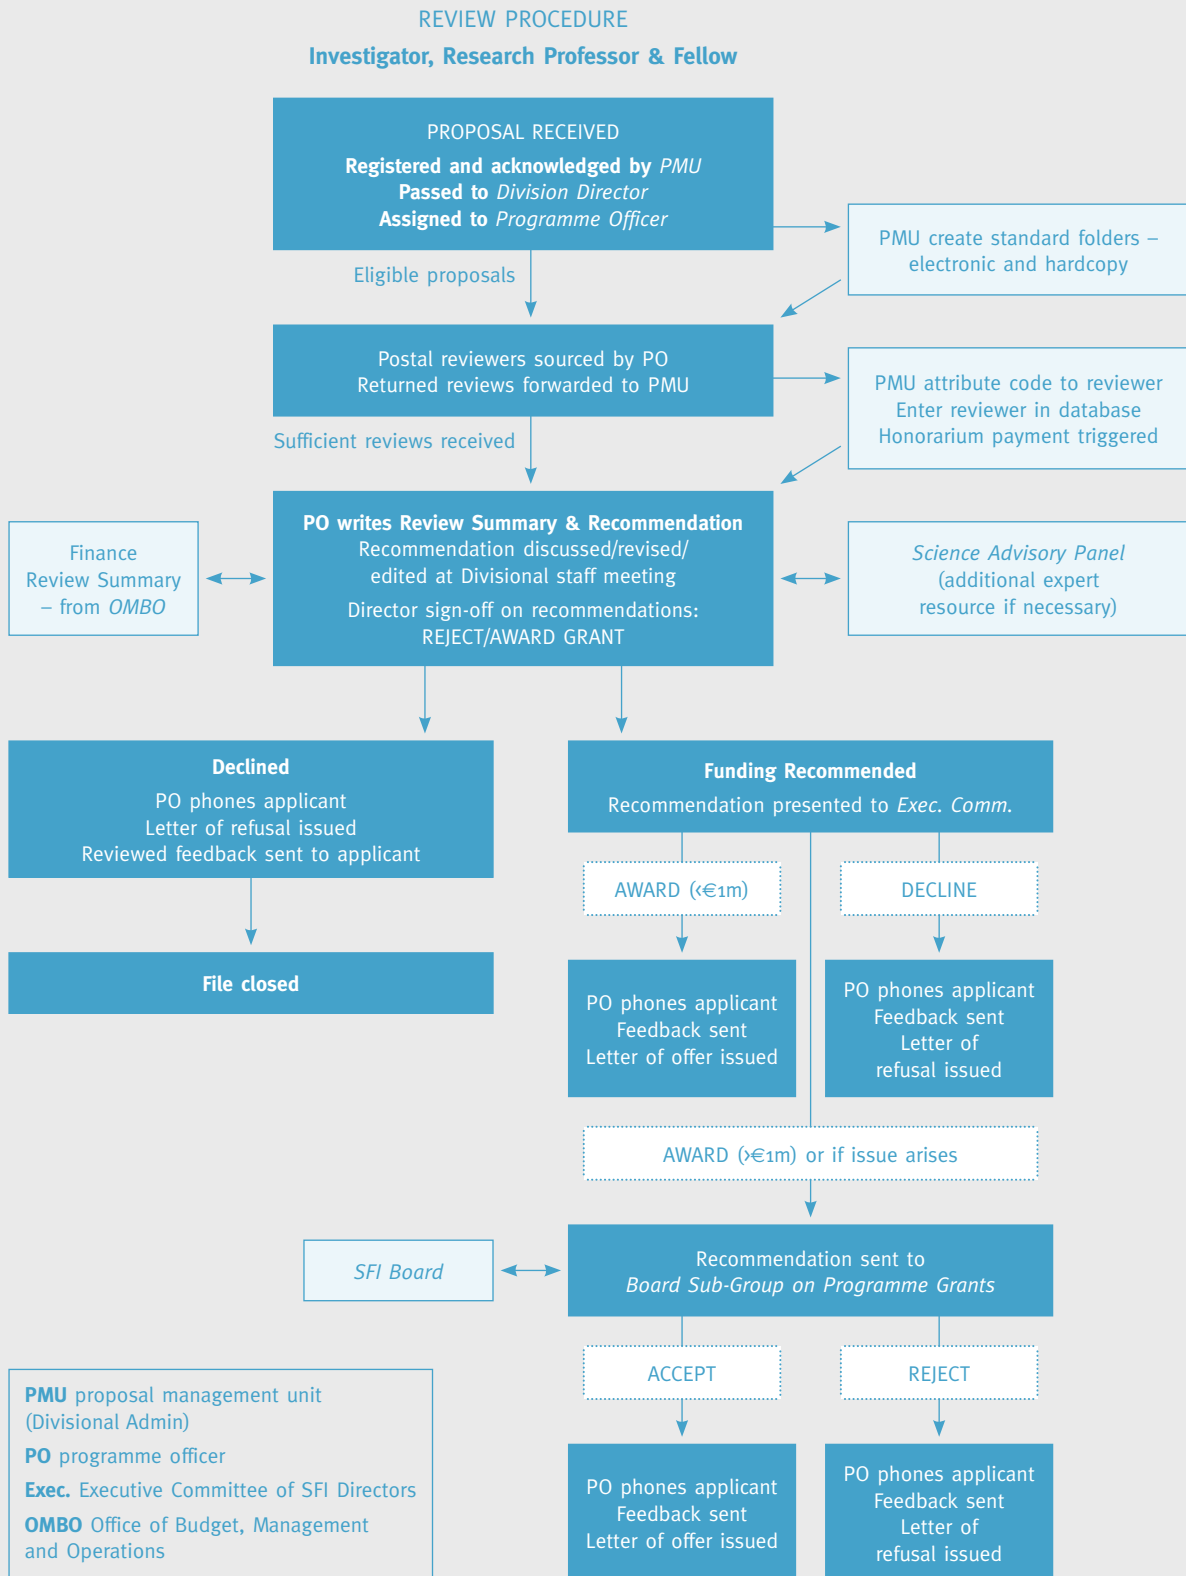 REVIEW PROCEDURE
Investigator, Research Professor & Fellow
PROPOSAL RECEIVED
Registered and acknowledged by PMU
Passed to Division Director
Assigned to Programme Officer
PMU create standard folders –
electronic and hardcopy
Eligible proposals
Postal reviewers sourced by PO
Returned reviews forwarded to PMU
PMU attribute code to reviewer
Enter reviewer in database
Honorarium payment triggered
Sufficient reviews received
PO writes Review Summary & Recommendation
Recommendation discussed/revised/
edited at Divisional staff meeting
Director sign-off on recommendations:
REJECT/AWARD GRANT
Finance
Review Summary
– from OMBO
Science Advisory Panel
(additional expert
resource if necessary)
Declined
PO phones applicant
Letter of refusal issued
Reviewed feedback sent to applicant
File closed
Funding Recommended
Recommendation presented to Exec. Comm.
AWARD (<€1m)
DECLINE
PO phones applicant
Feedback sent
Letter of offer issued
PO phones applicant
Feedback sent
Letter of
refusal issued
AWARD (>€1m) or if issue arises
SFI Board
Recommendation sent to
Board Sub-Group on Programme Grants
ACCEPT
REJECT
PO phones applicant
Feedback sent
Letter of offer issued
PO phones applicant
Feedback sent
Letter of
refusal issued
PMU proposal management unit
(Divisional Admin)
PO programme officer
Exec. Executive Committee of SFI Directors
OMBO Office of Budget, Management
and Operations